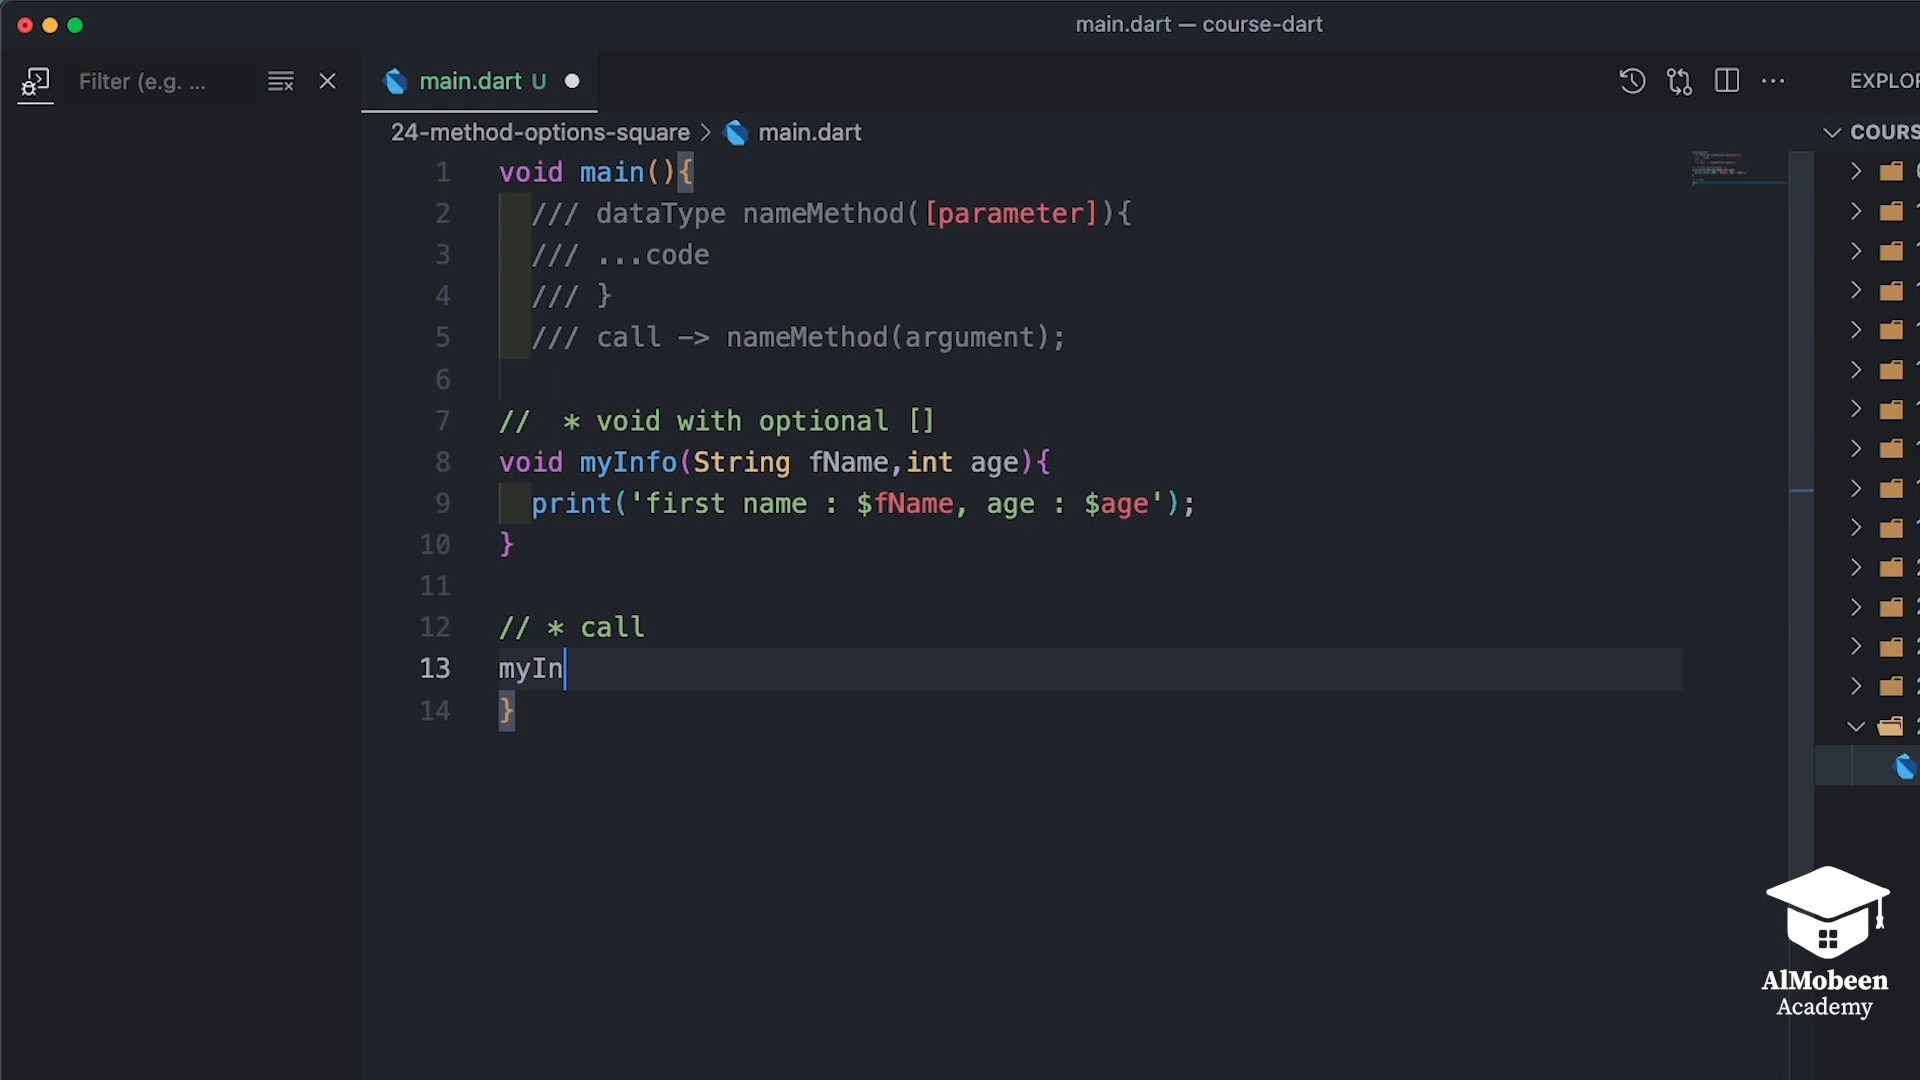 main.dart — course-dart
Filter (e.g. ...
main.dart U
EXPLOR
24-method-options-square > main.dart
COURS
1 void main(){
2 /// dataType nameMethod([parameter]){
3 /// ...code
4 /// }
5 /// call -> nameMethod(argument);
6
7 // * void with optional []
8 void myInfo(String fName,int age){
9 print('first name : $fName, age : $age');
10 }
11
12 // * call
13 myIn
14 }
AlMobeen
Academy